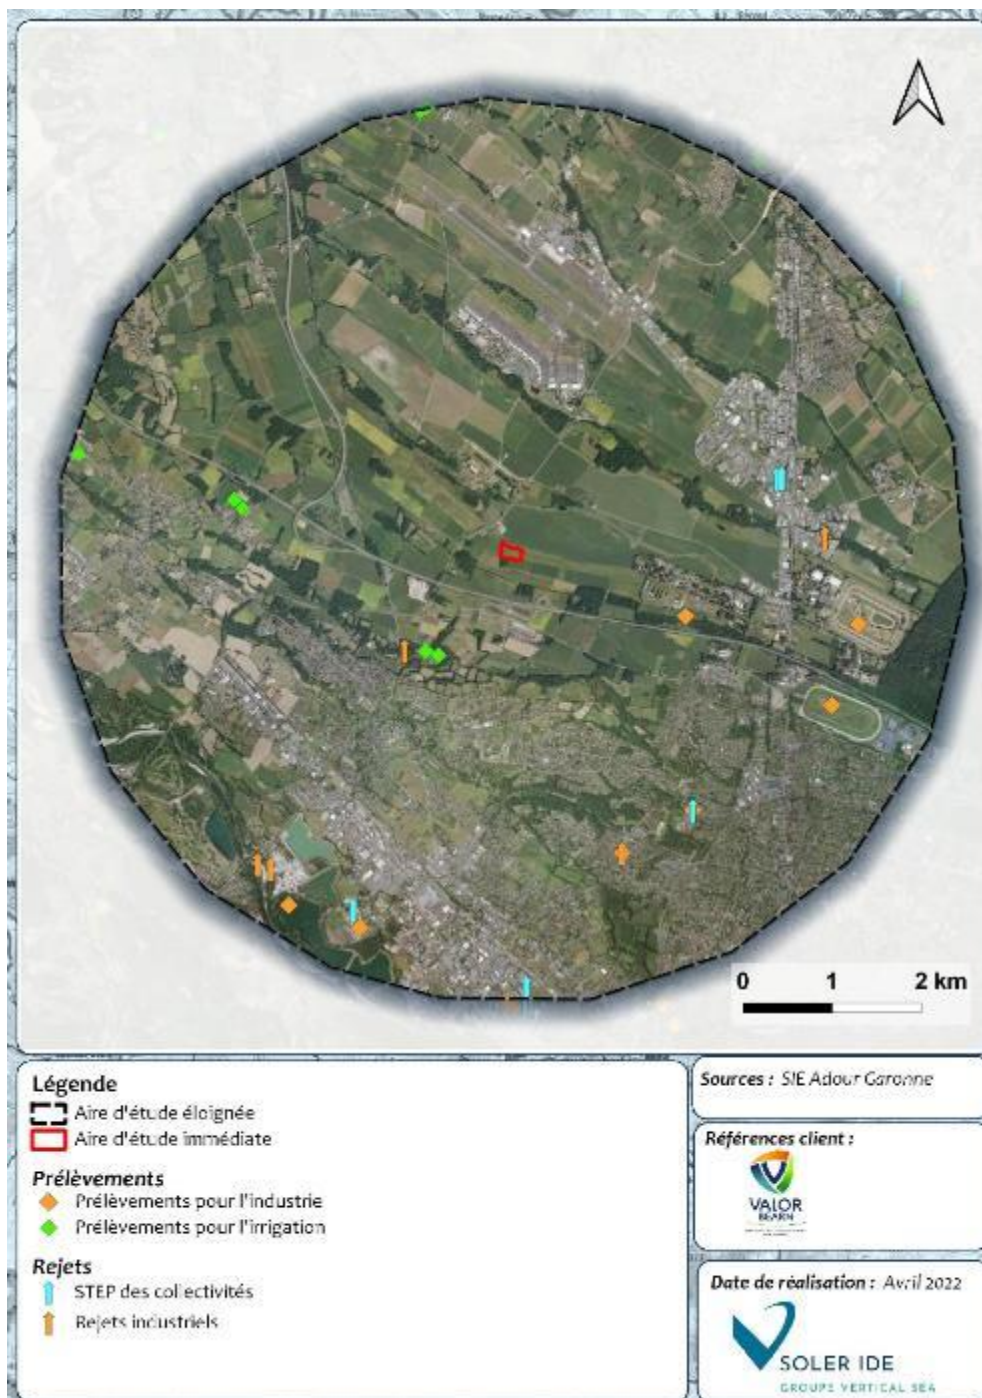 0 1 2 km
Légende
Aire d'étude éloignée
Aire d'étude immédiate
Prélèvements
Prélèvements pour l'industrie
Prélèvements pour l'irrigation
Rejets
STEP des collectivités
Rejets industriels
Sources : SIE Adour Garonne
Références client :
VALOR
BEARN
Date de réalisation : Avril 2022
SOLER IDE
GROUPE VERTICAL SEA